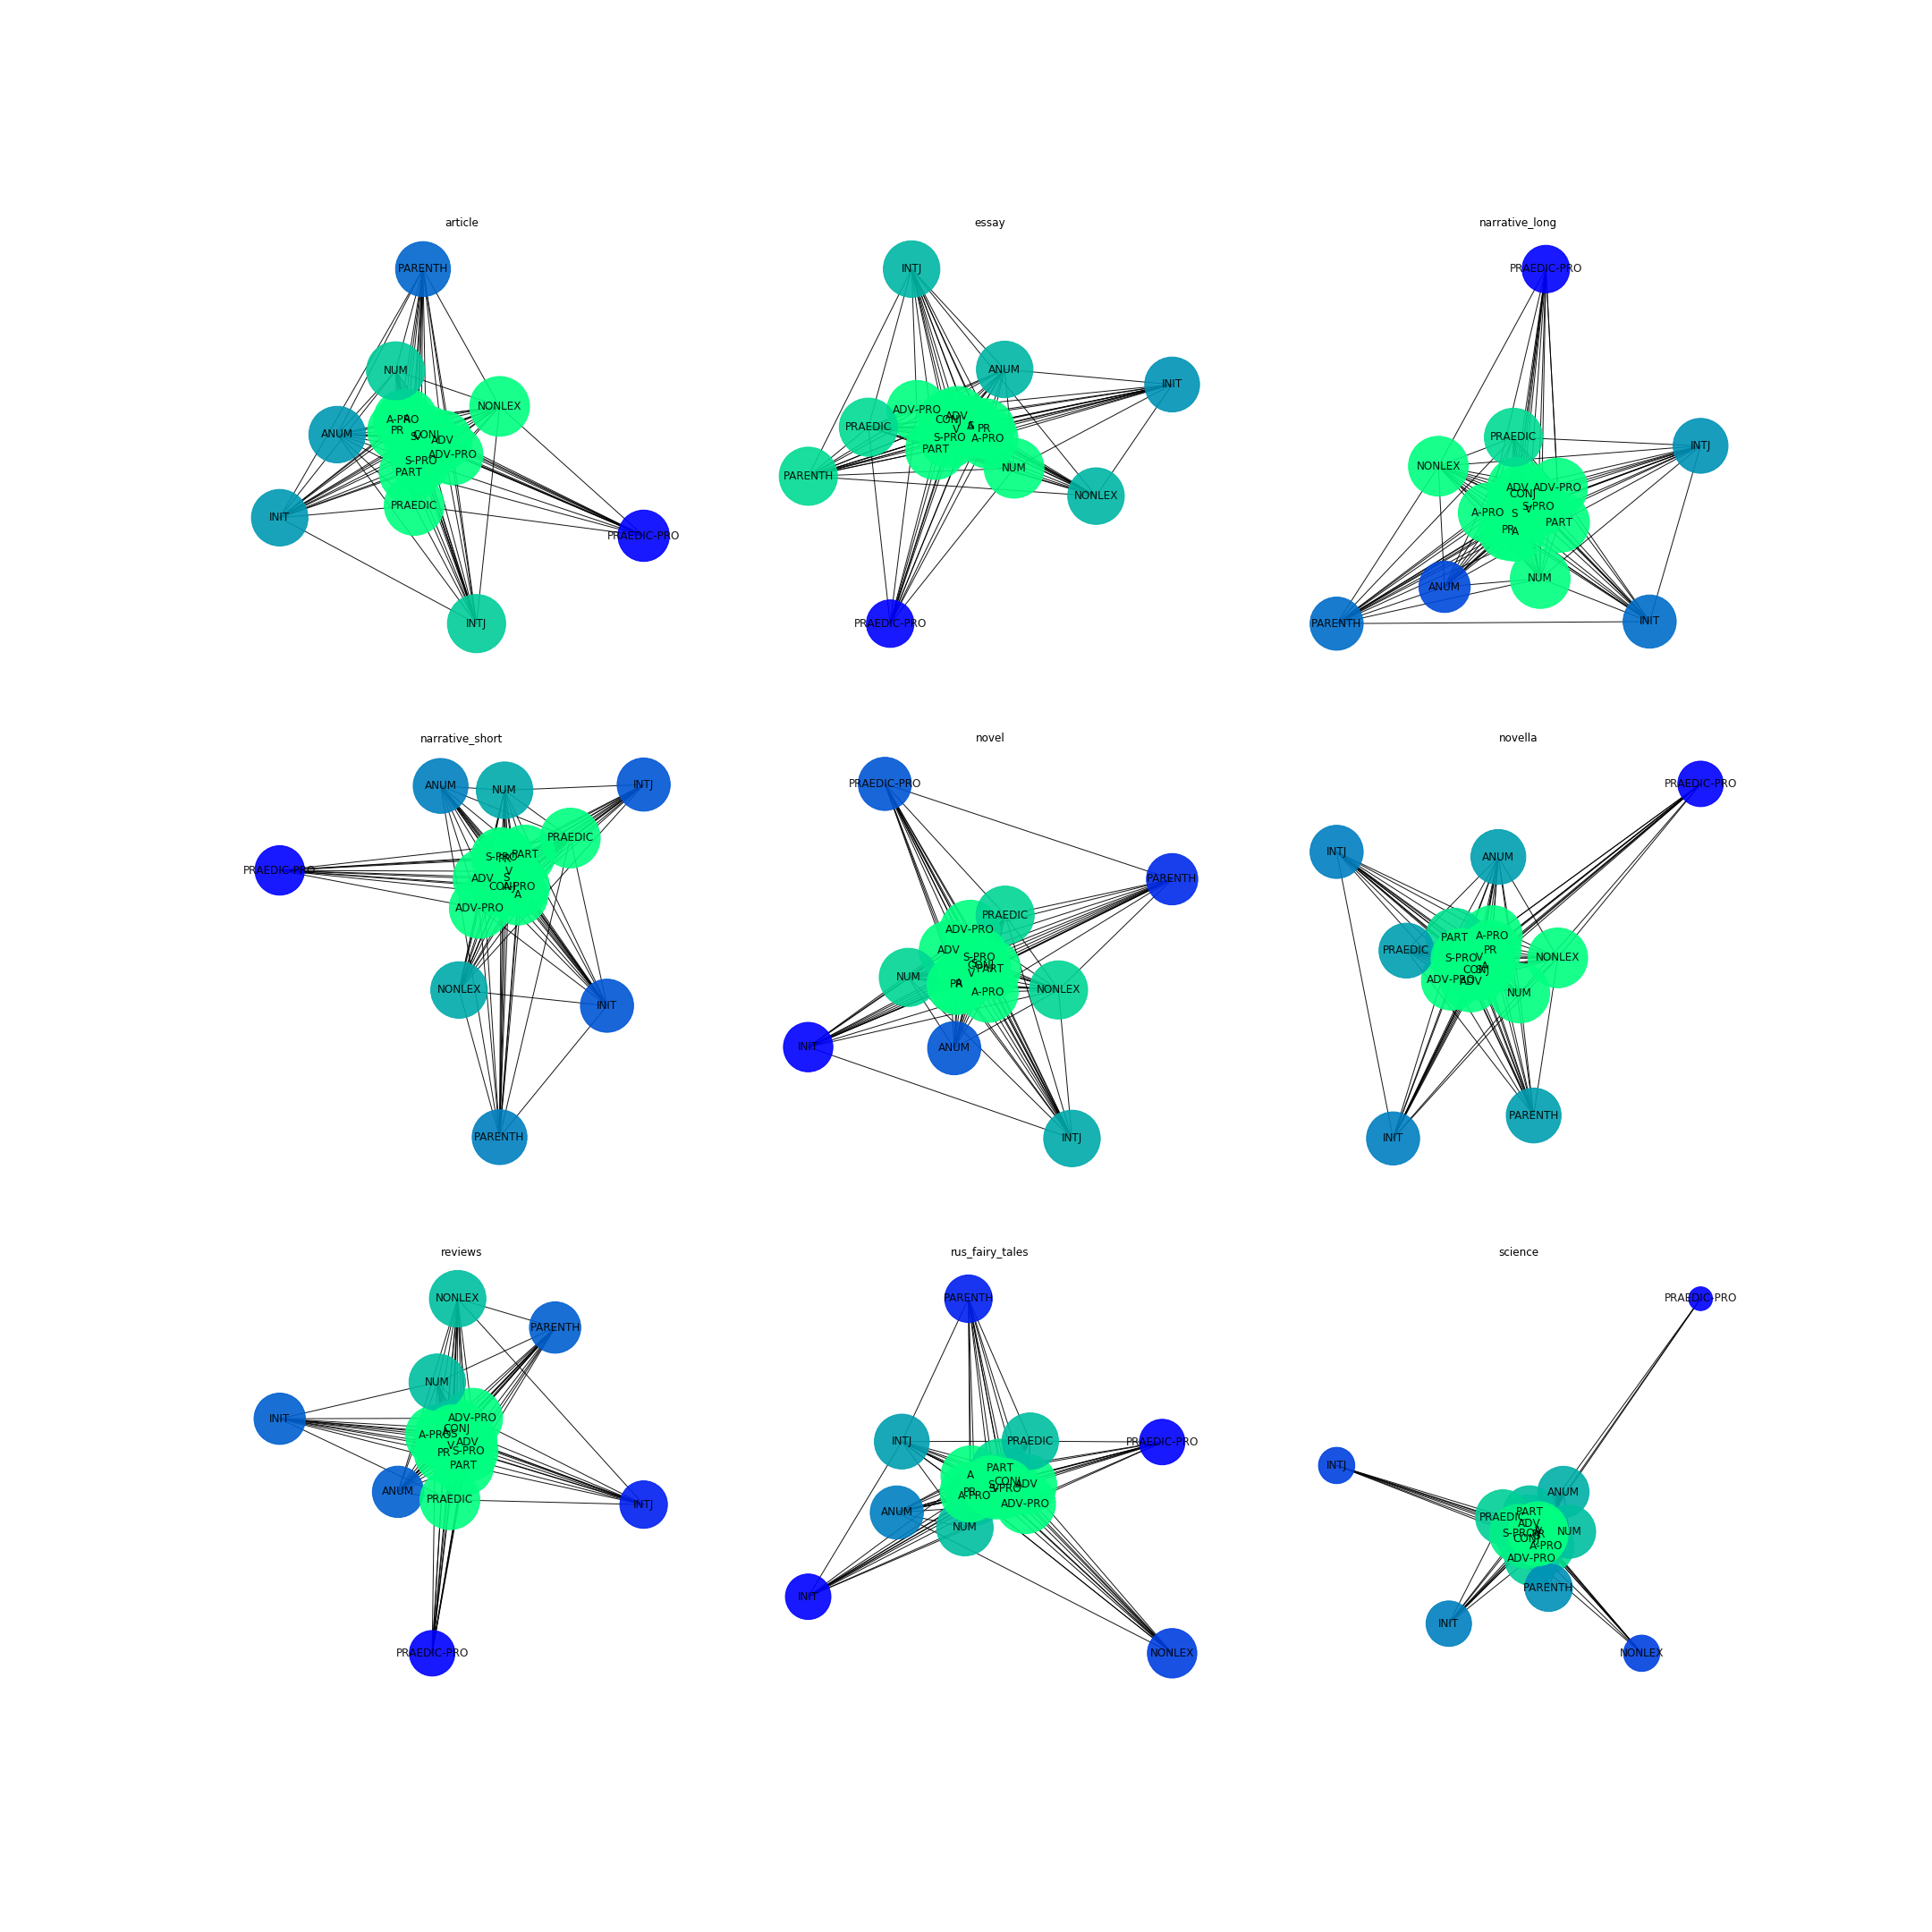 article
PARENTH
NUM
NONLEX
A-PRO
PR
CONJ
ANUM
ADV
ADV-PRO
S-PRO
PART
PRAEDIC
INIT
PRAEDIC-PRO
INTJ
essay
INTJ
ANUM
INIT
ADV-PRO
ADV
CONJ
PRAEDIC
V
PR
S-PRO
A-PRO
PART
NUM
PARENTH
NONLEX
PRAEDIC-PRO
narrative_long
PRAEDIC-PRO
PRAEDIC
INTJ
NONLEX
ADV
ADV-PRO
CONJ
S-PRO
A-PRO
S
V
PART
PR
A
NUM
ANUM
PARENTH
INIT
narrative_short
ANUM
NUM
INTJ
PRAEDIC
S-PRO
PR
PART
V
PRAEDIC-PRO
ADV
S
CONJ
A-PRO
A
ADV-PRO
NONLEX
INIT
PARENTH
novel
PRAEDIC-PRO
PARENTH
PRAEDIC
ADV-PRO
ADV
S-PRO
CONJ
PART
V
NUM
PR
A
A-PRO
NONLEX
INIT
ANUM
INTJ
novella
PRAEDIC-PRO
INTJ
ANUM
A-PRO
PART
PRAEDIC
PR
S-PRO
V
NONLEX
A
CONJ
ADV-PRO
ADV
NUM
PARENTH
INIT
reviews
NONLEX
PARENTH
NUM
INIT
ADV-PRO
CONJ
A-PRO
S
ADV
V
PR
S-PRO
PART
ANUM
PRAEDIC
INTJ
PRAEDIC-PRO
rus_fairy_tales
PARENTH
INTJ
PRAEDIC
PRAEDIC-PRO
PART
A
CONJ
ADV
S-PRO
PR
A-PRO
ADV-PRO
ANUM
NUM
INIT
NONLEX
science
PRAEDIC-PRO
INTJ
ANUM
PART
PRAEDIC
ADV
S-PRO
PR
NUM
CONJ
A-PRO
ADV-PRO
PARENTH
INIT
NONLEX